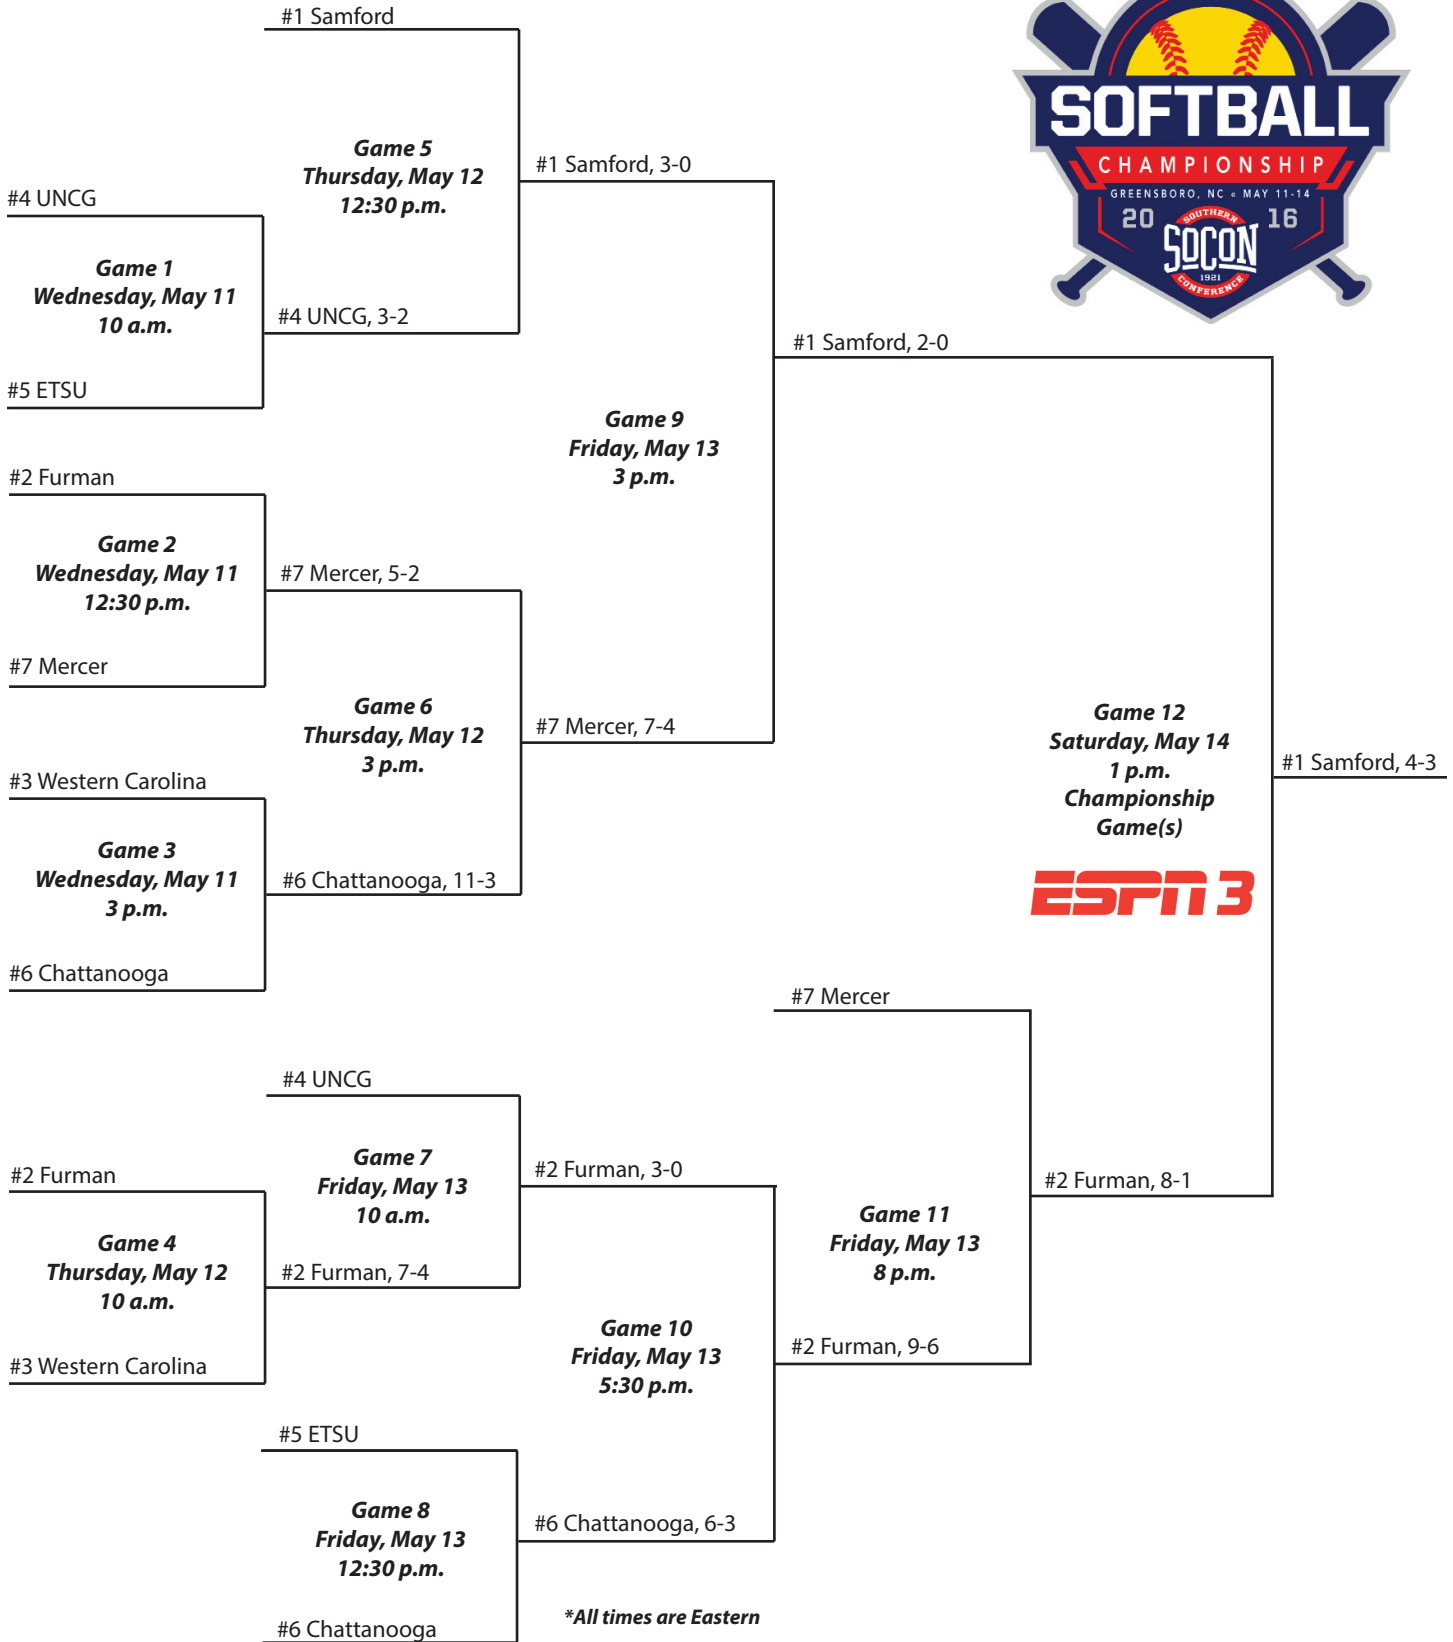 #1 Samford
SOFTBALL
CHAMPIONSHIP
GREENSBORO, NC « MAY 11-14
20 16
SOUTHERN
SOCON
1921
CONFERENCE
Game 5
Thursday, May 12
12:30 p.m.
#1 Samford, 3-0
#4 UNCG
Game 1
Wednesday, May 11
10 a.m.
#4 UNCG, 3-2
#5 ETSU
#1 Samford, 2-0
Game 9
Friday, May 13
3 p.m.
#2 Furman
Game 2
Wednesday, May 11
12:30 p.m.
#7 Mercer, 5-2
#7 Mercer
Game 6
Thursday, May 12
3 p.m.
#7 Mercer, 7-4
#3 Western Carolina
Game 3
Wednesday, May 11
3 p.m.
#6 Chattanooga, 11-3
#6 Chattanooga
Game 12
Saturday, May 14
1 p.m.
Championship
Game(s)
ESPN 3
#1 Samford, 4-3
#7 Mercer
#4 UNCG
Game 7
Friday, May 13
10 a.m.
#2 Furman, 3-0
#2 Furman
Game 4
Thursday, May 12
10 a.m.
#2 Furman, 7-4
#3 Western Carolina
Game 11
Friday, May 13
8 p.m.
#2 Furman, 8-1
Game 10
Friday, May 13
5:30 p.m.
#2 Furman, 9-6
#5 ETSU
Game 8
Friday, May 13
12:30 p.m.
#6 Chattanooga, 6-3
#6 Chattanooga
*All times are Eastern